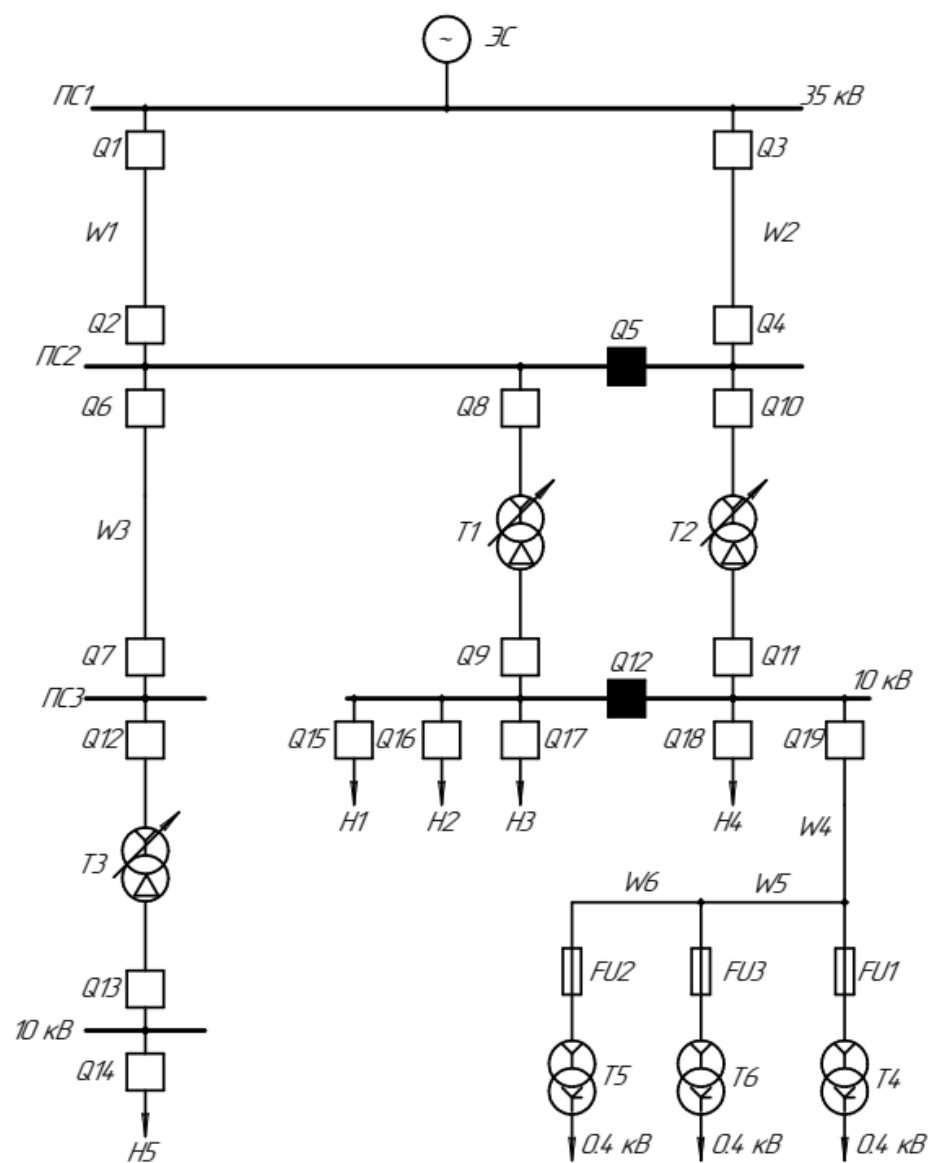 ~ ЭС
ПС1 35 кВ
Q1 Q3
W1 W2
Q2 Q5 Q4
ПС2
Q6 Q8 Q10
W3 T1 T2
Q7 Q9 Q12 Q11
ПС3 10 кВ
Q12 Q15 Q16 Q17 Q18 Q19
H1 H2 H3 H4 W4
T3
W6 W5
FU2 FU3 FU1
Q13
10 кВ
Q14 T5 T6 T4
H5 0.4 кВ 0.4 кВ 0.4 кВ